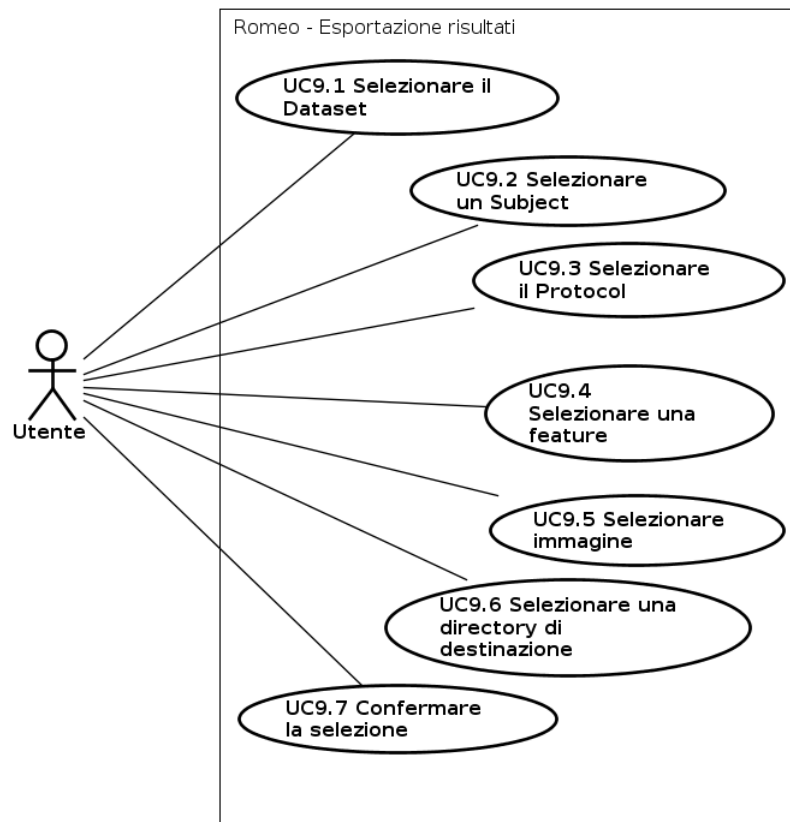 Romeo - Esportazione risultati
UC9.1 Selezionare il
Dataset
UC9.2 Selezionare
un Subject
UC9.3 Selezionare
il Protocol
UC9.4
Selezionare una
feature
Utente
UC9.5 Selezionare
immagine
UC9.6 Selezionare una
directory di
destinazione
UC9.7 Confermare
la selezione